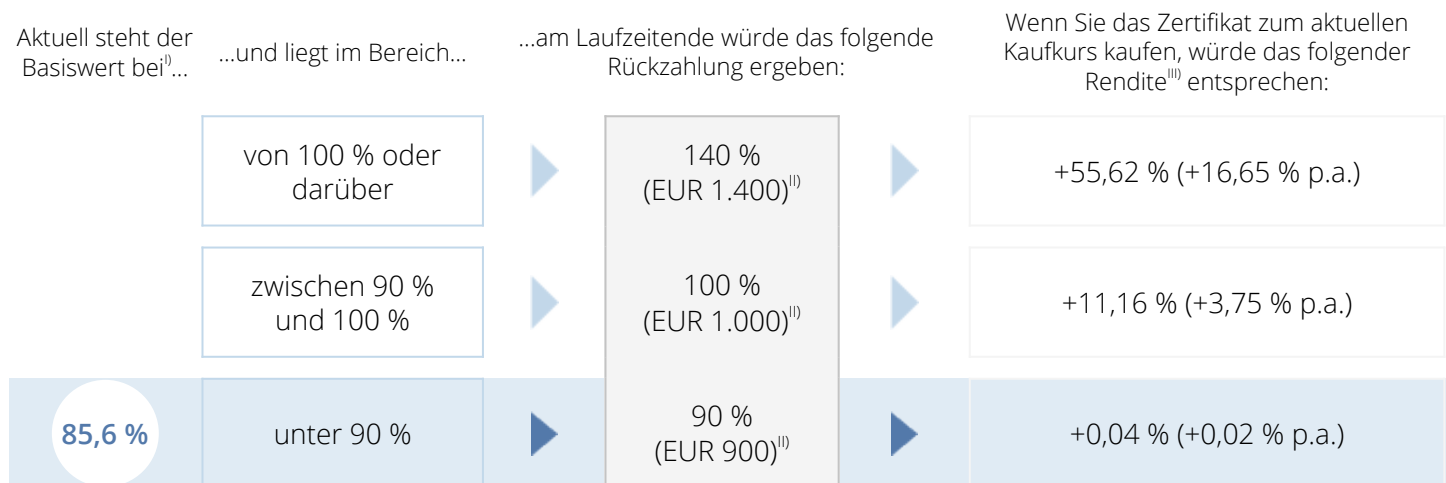 Aktuell steht der
Basiswert bei^I)...
...und liegt im Bereich...
...am Laufzeitende würde das folgende
Rückzahlung ergeben:
Wenn Sie das Zertifikat zum aktuellen
Kaufkurs kaufen, würde das folgender
Rendite^III) entsprechen:
von 100 % oder
darüber
140 %
(EUR 1.400)^II)
+55,62 % (+16,65 % p.a.)
zwischen 90 %
und 100 %
100 %
(EUR 1.000)^II)
+11,16 % (+3,75 % p.a.)
85,6 %
unter 90 %
90 %
(EUR 900)^II)
+0,04 % (+0,02 % p.a.)